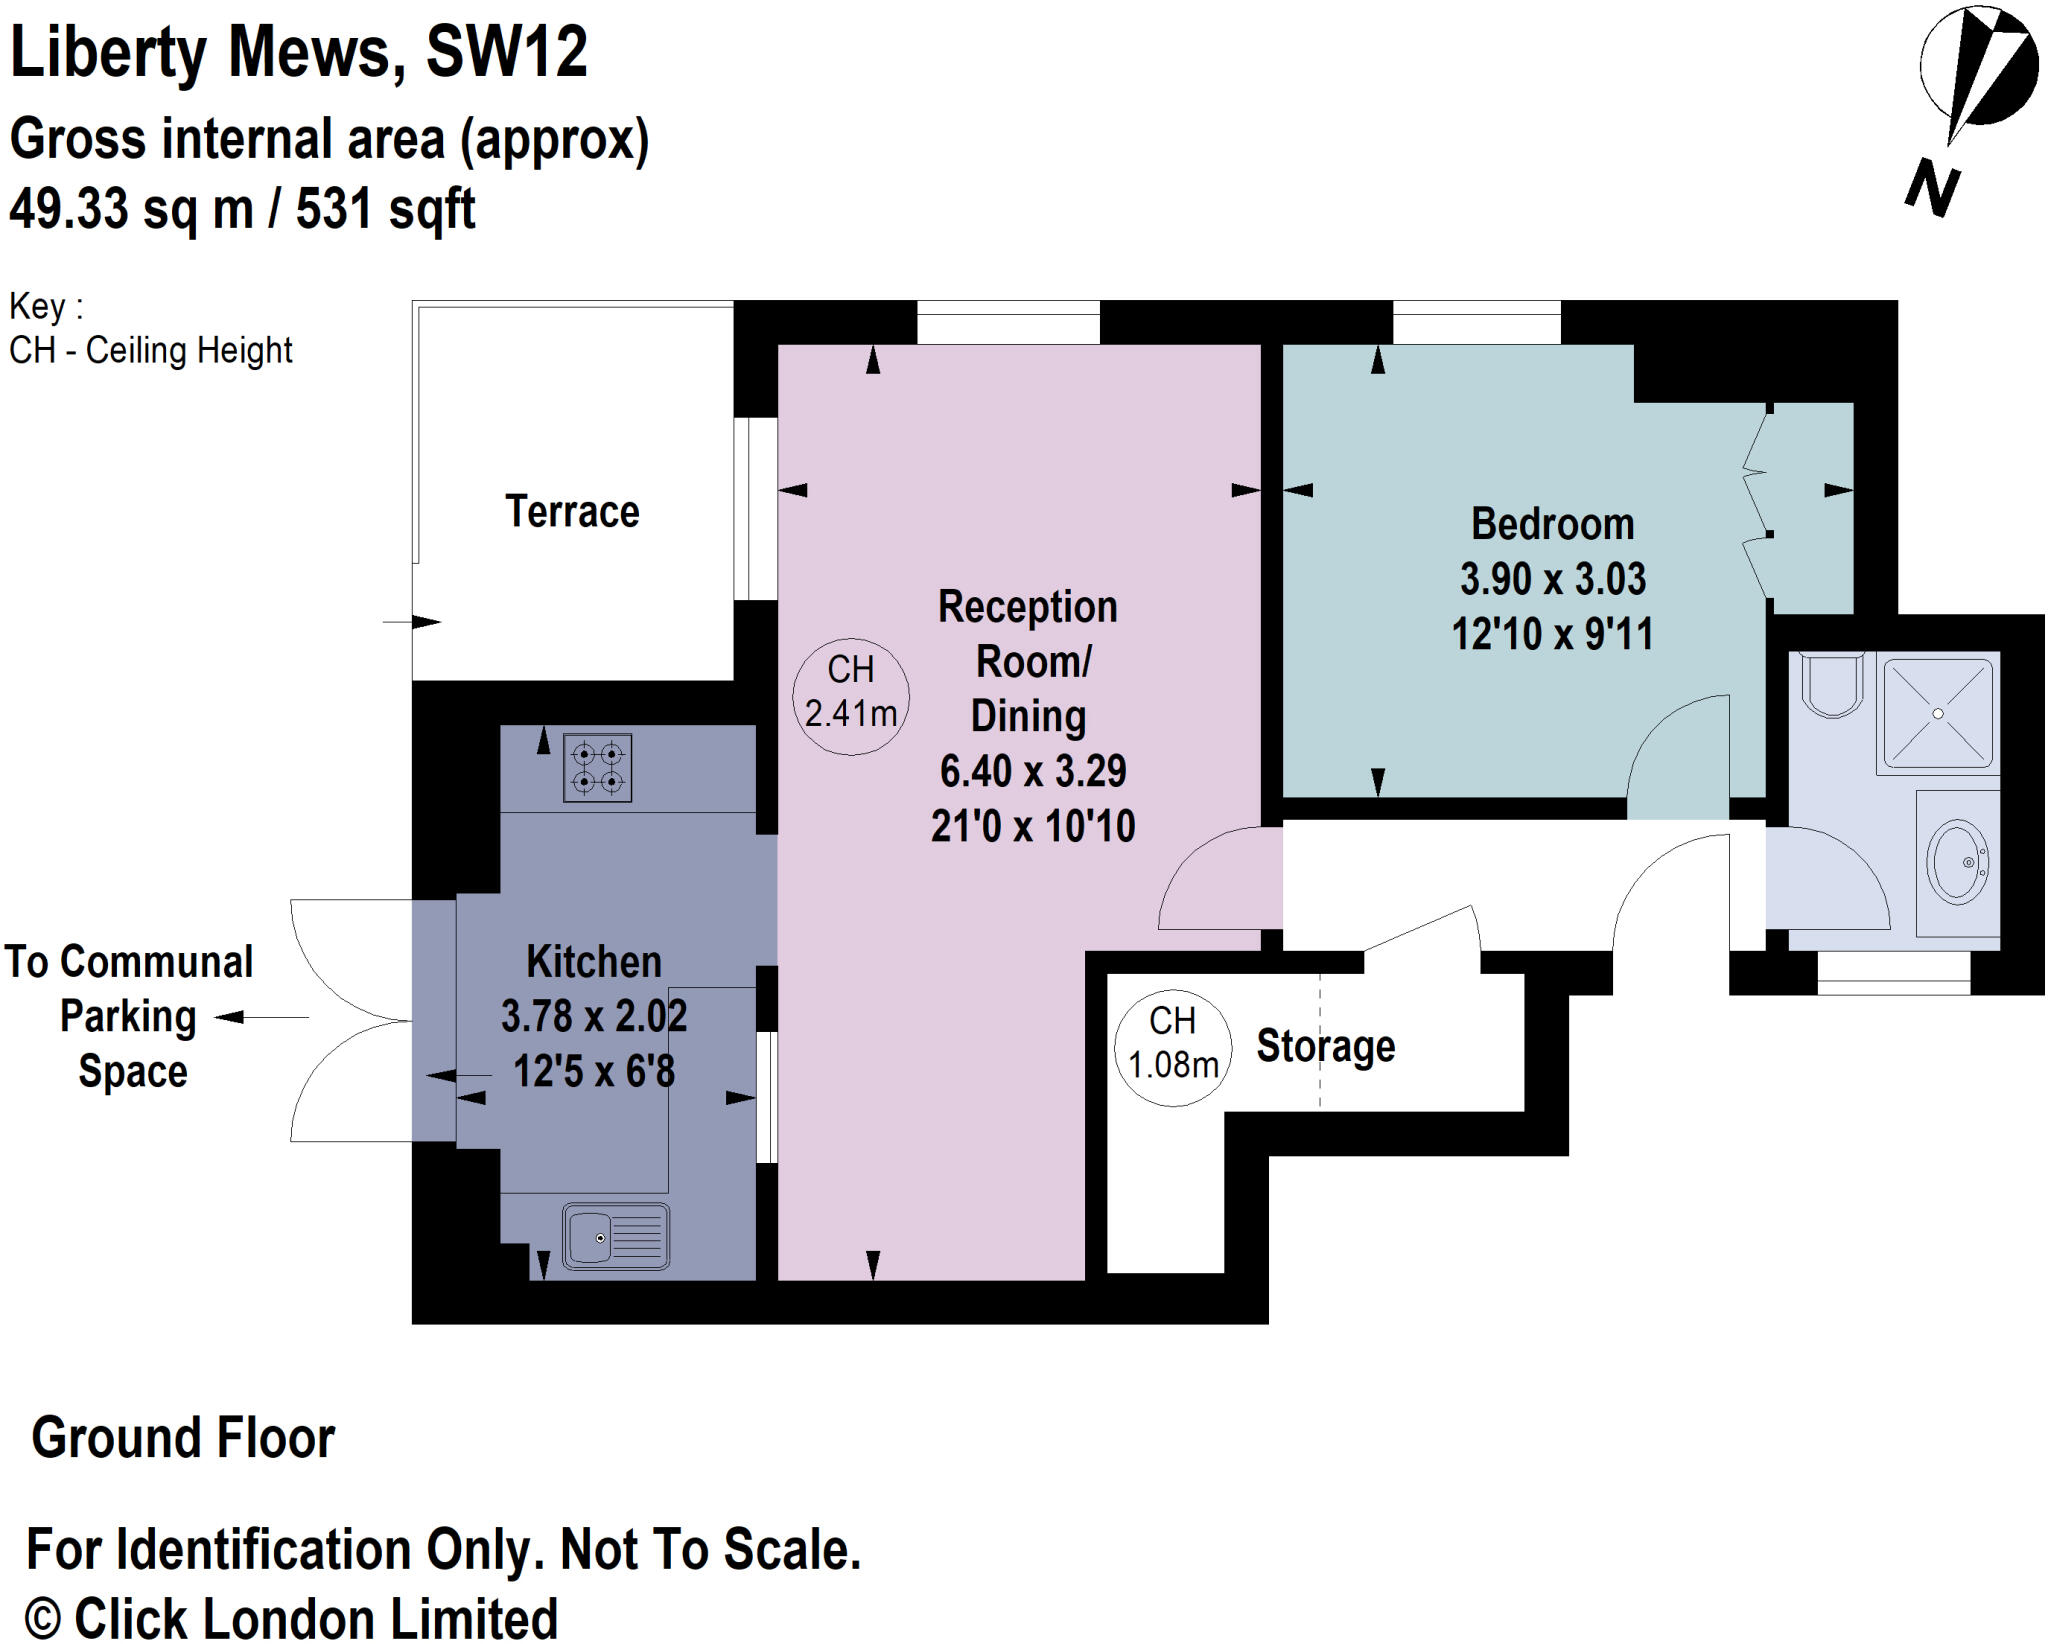 Liberty Mews, SW12
Gross internal area (approx)
49.33 sq m / 531 sqft
Key :
CH - Ceiling Height
N
Terrace
Reception
Room/
Dining
6.40 x 3.29
21'0 x 10'10
CH
2.41m
Bedroom
3.90 x 3.03
12'10 x 9'11
To Communal
Parking
Space
Kitchen
3.78 x 2.02
12'5 x 6'8
CH
1.08m
Storage
Ground Floor
For Identification Only. Not To Scale.
© Click London Limited